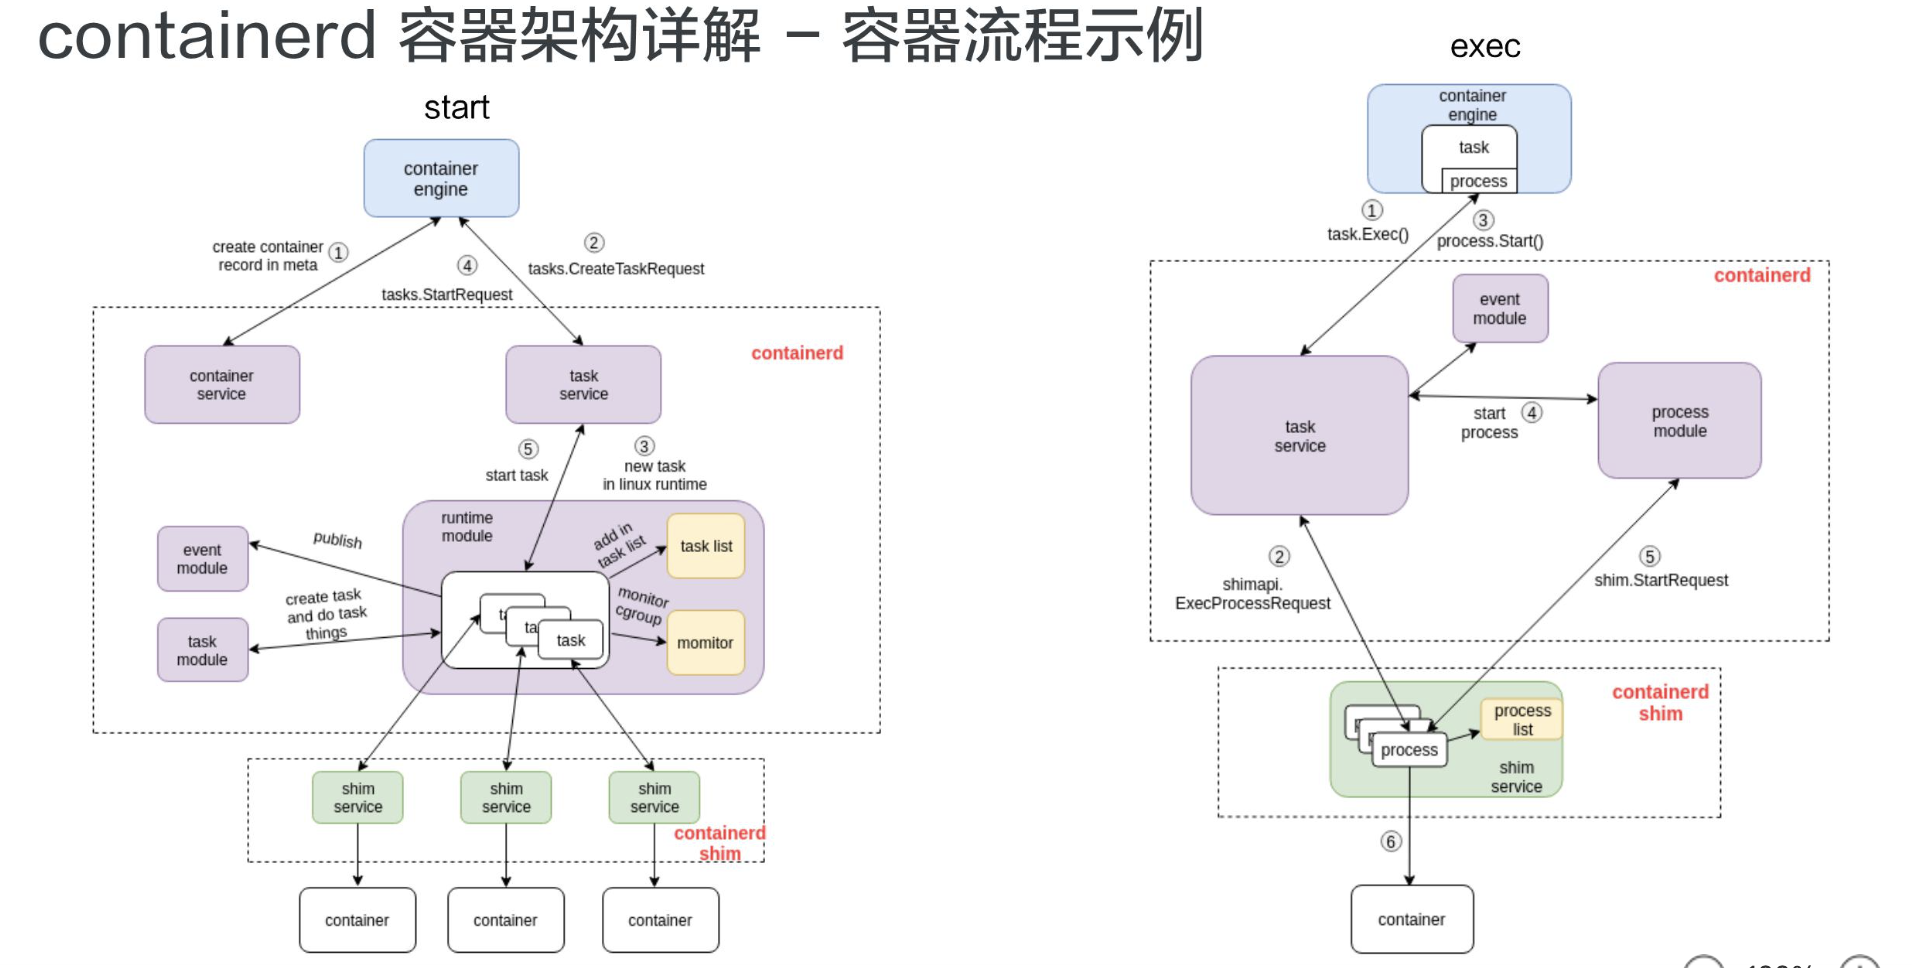 containerd 容器架构详解 – 容器流程示例
start
container
engine
create container
record in meta
①
④
tasks.StartRequest
②
tasks.CreateTaskRequest
containerd
container
service
task
service
⑤
start task
③
new task
in linux runtime
runtime
module
event
module
publish
task
module
create task
and do task
things
add in
task list
task list
monitor
cgroup
momitor
ta
ta
task
shim
service
shim
service
shim
service
containerd
shim
container
container
container
exec
container
engine
task
process
①
task.Exec()
③
process.Start()
containerd
event
module
task
service
start
process
④
process
module
②
shimapi.
ExecProcessRequest
⑤
shim.StartRequest
containerd
shim
process
process
list
shim
service
⑥
container